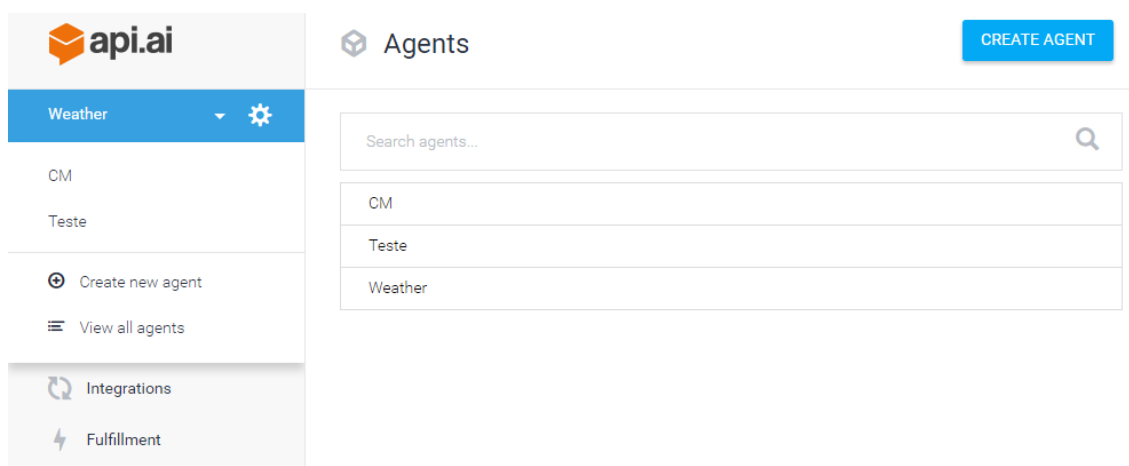 api.ai
Agents
CREATE AGENT
Weather
Search agents...
CM
Teste
Create new agent
View all agents
Integrations
Fulfillment
CM
Teste
Weather